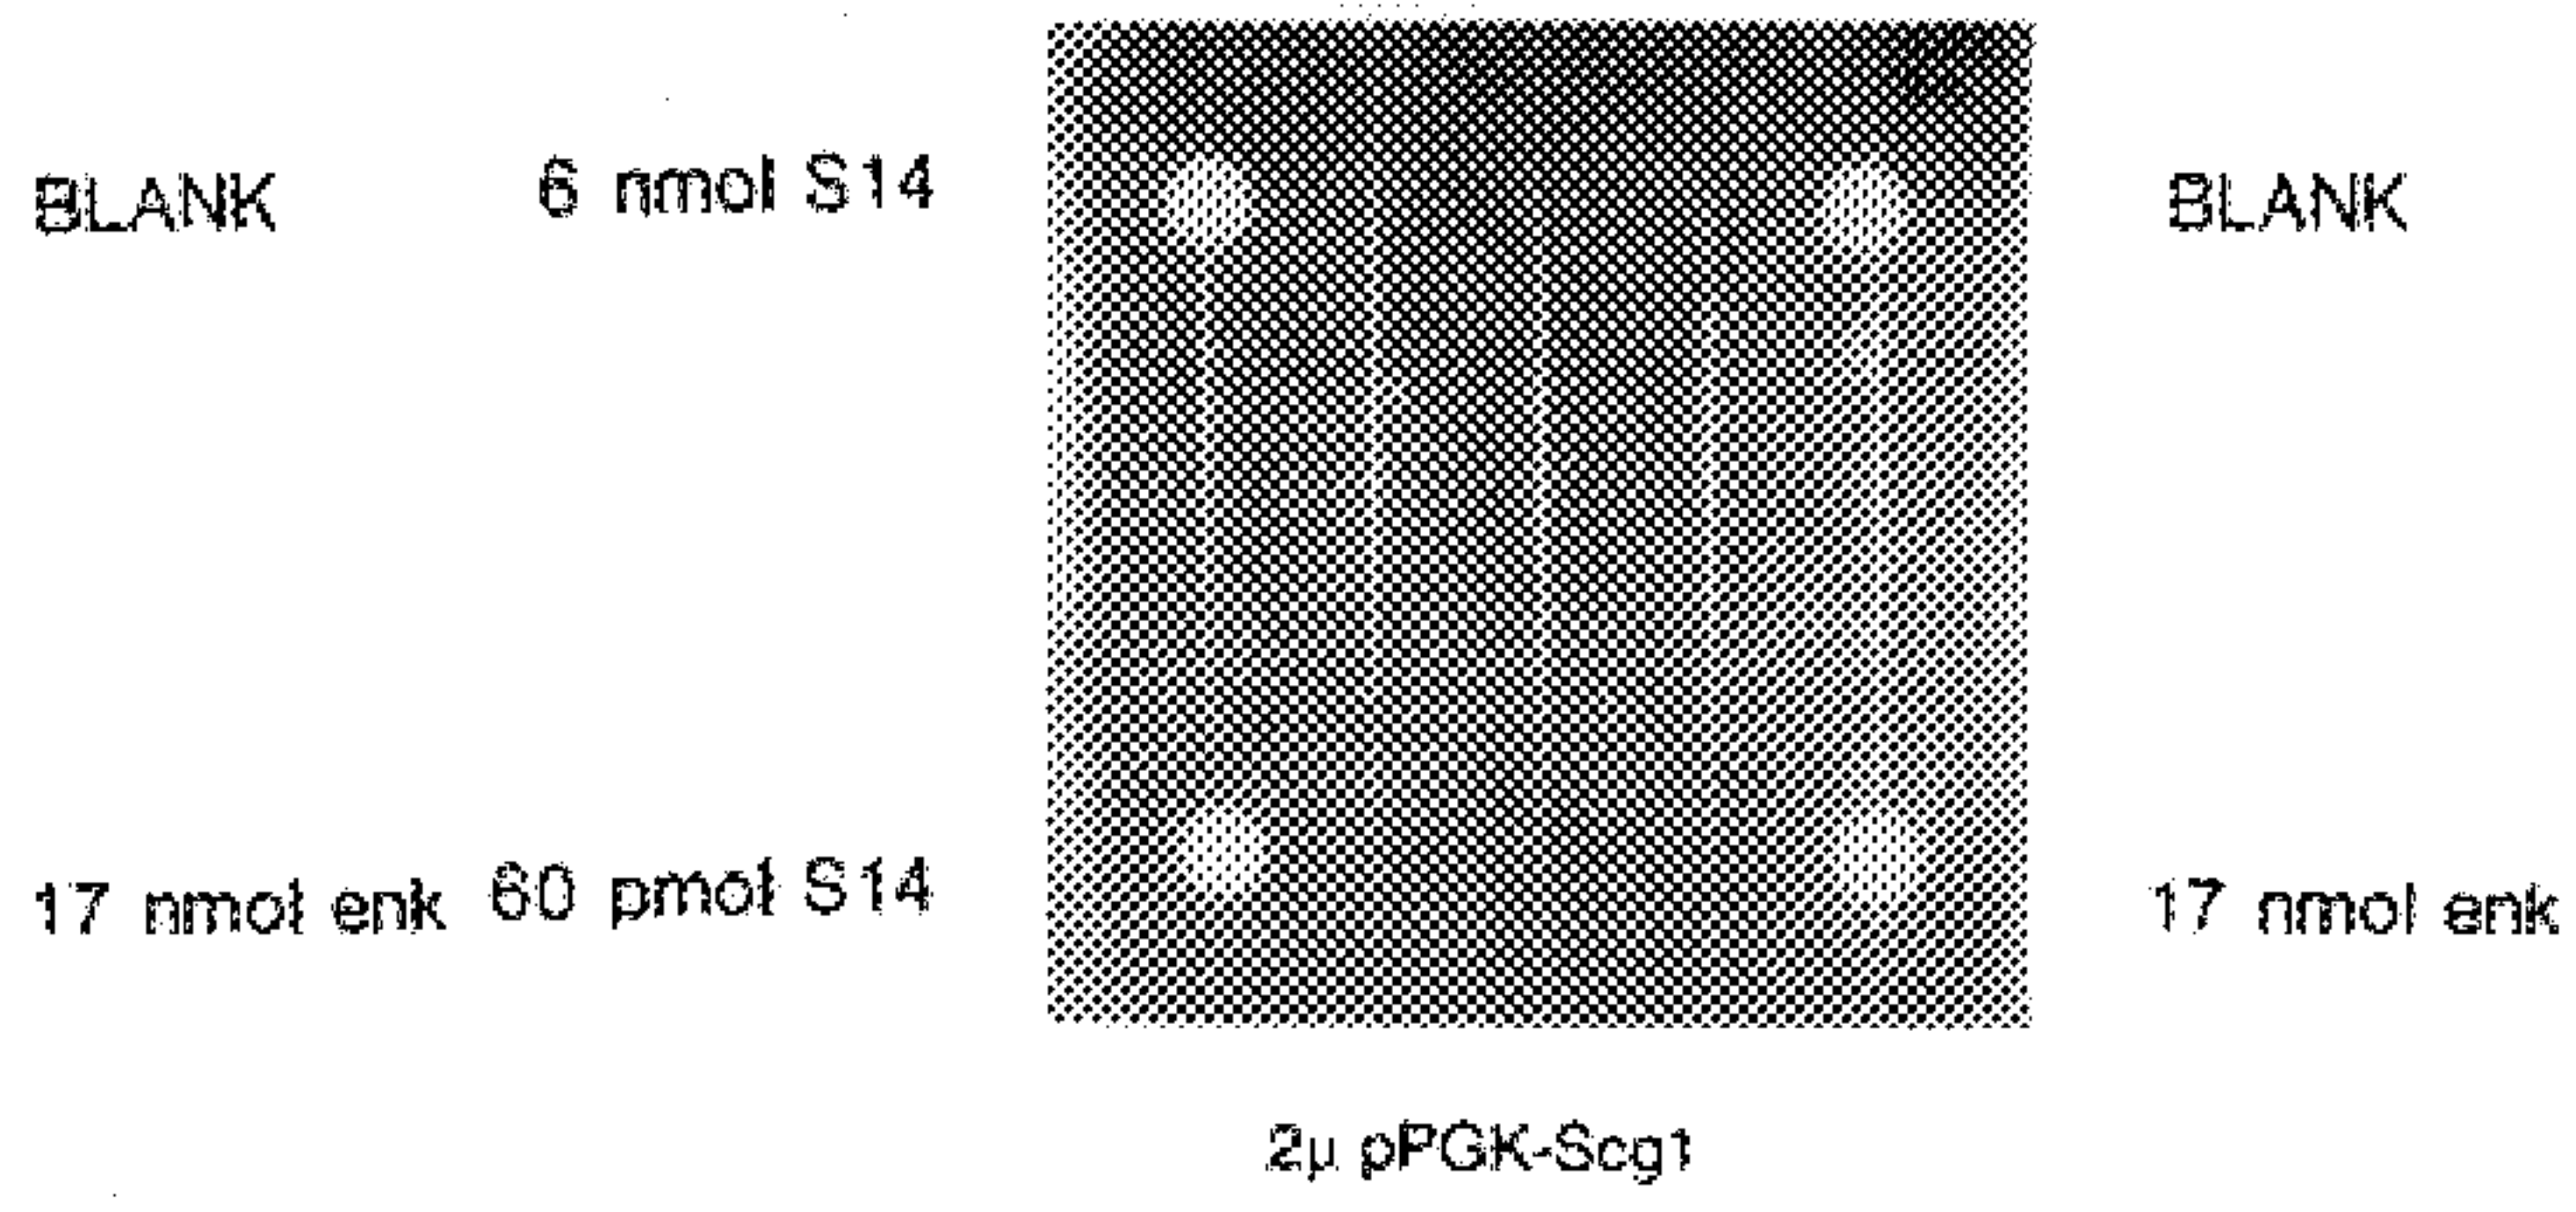 BLANK
6 nmol S14
BLANK
17 nmol enk
60 pmol S14
17 nmol enk
2µ pPGK-Scg1